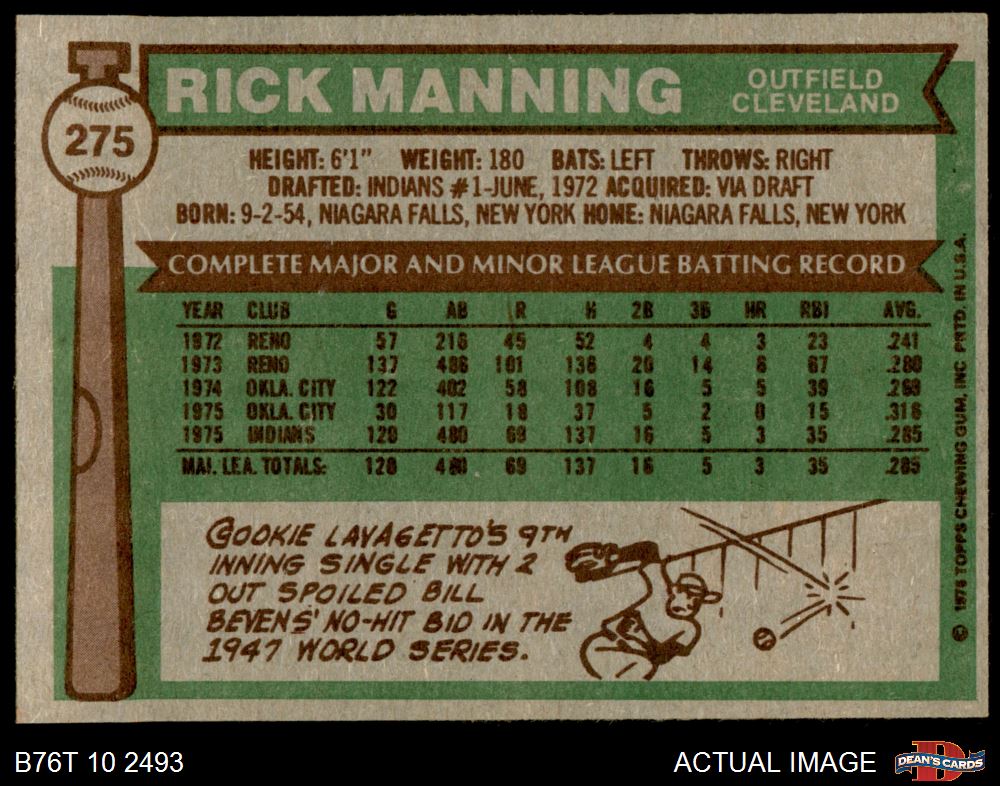 275
RICK MANNING
OUTFIELD
CLEVELAND
HEIGHT: 6'1" WEIGHT: 180 BATS: LEFT THROWS: RIGHT
DRAFTED: INDIANS #1-JUNE, 1972 ACQUIRED: VIA DRAFT
BORN: 9-2-54, NIAGARA FALLS, NEW YORK HOME: NIAGARA FALLS, NEW YORK
COMPLETE MAJOR AND MINOR LEAGUE BATTING RECORD
YEAR CLUB G AB R H 2B 3B HR RBI AVG.
1972 RENO 57 216 45 52 4 4 3 23 .241
1973 RENO 137 486 101 136 20 14 6 67 .280
1974 OKLA. CITY 122 402 58 108 16 5 5 39 .269
1975 OKLA. CITY 30 117 18 37 5 2 0 15 .316
1975 INDIANS 120 480 69 137 16 5 3 35 .285
MAJ. LEA. TOTALS: 120 480 69 137 16 5 3 35 .285
COOKIE LAVAGETTO'S 9TH
INNING SINGLE WITH 2
OUT SPOILED BILL
BEVENS' NO-HIT BID IN THE
1947 WORLD SERIES.
© 1976 TOPPS CHEWING GUM, INC PRTD. IN U.S.A.
B76T 10 2493
ACTUAL IMAGE
DEAN'S CARDS